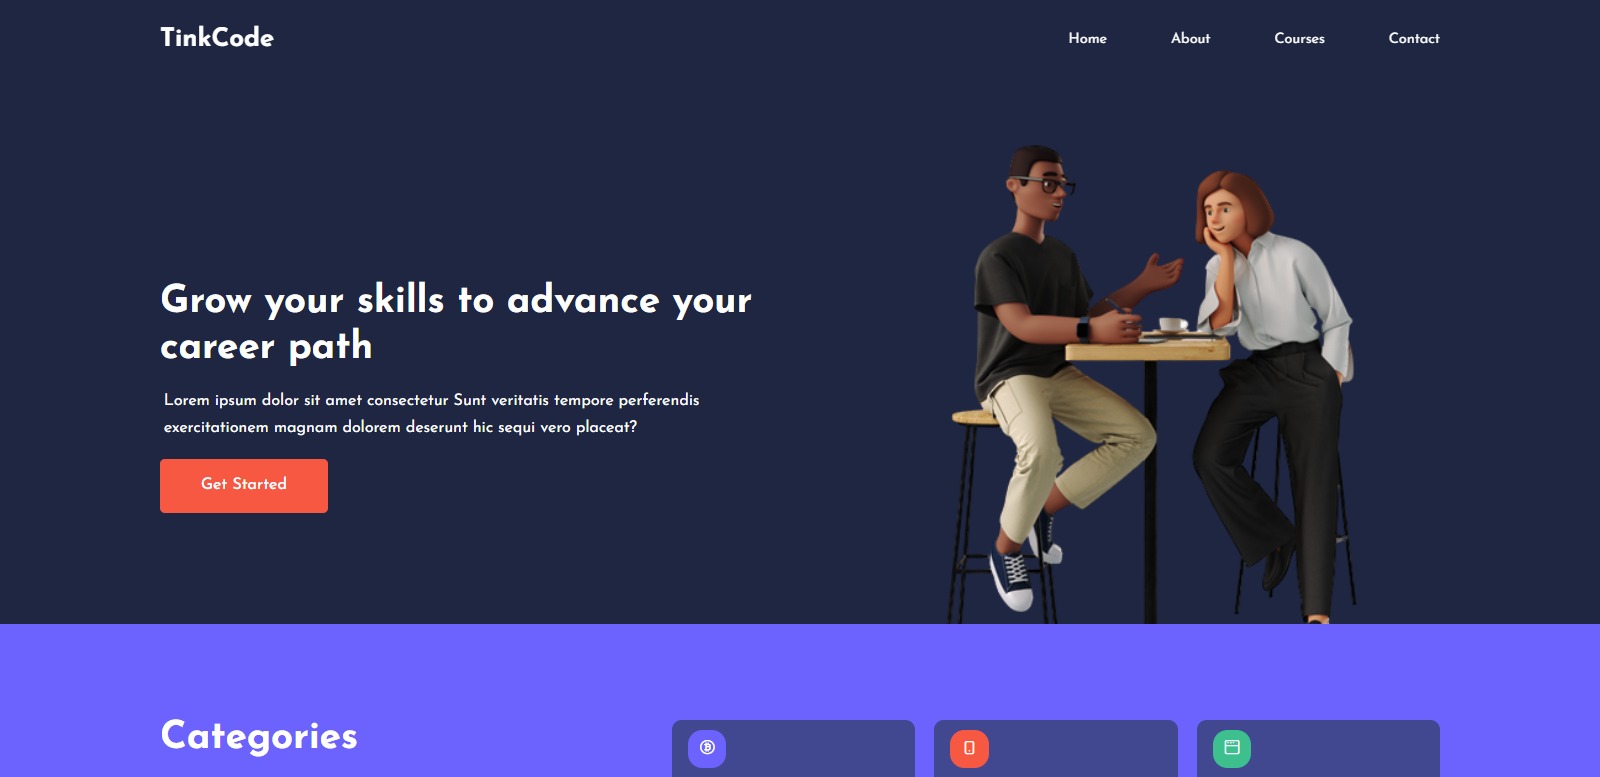 TinkCode
Home
About
Courses
Contact
Grow your skills to advance your
career path
Lorem ipsum dolor sit amet consectetur Sunt veritatis tempore perferendis
exercitationem magnam dolorem deserunt hic sequi vero placeat?
Get Started
Categories